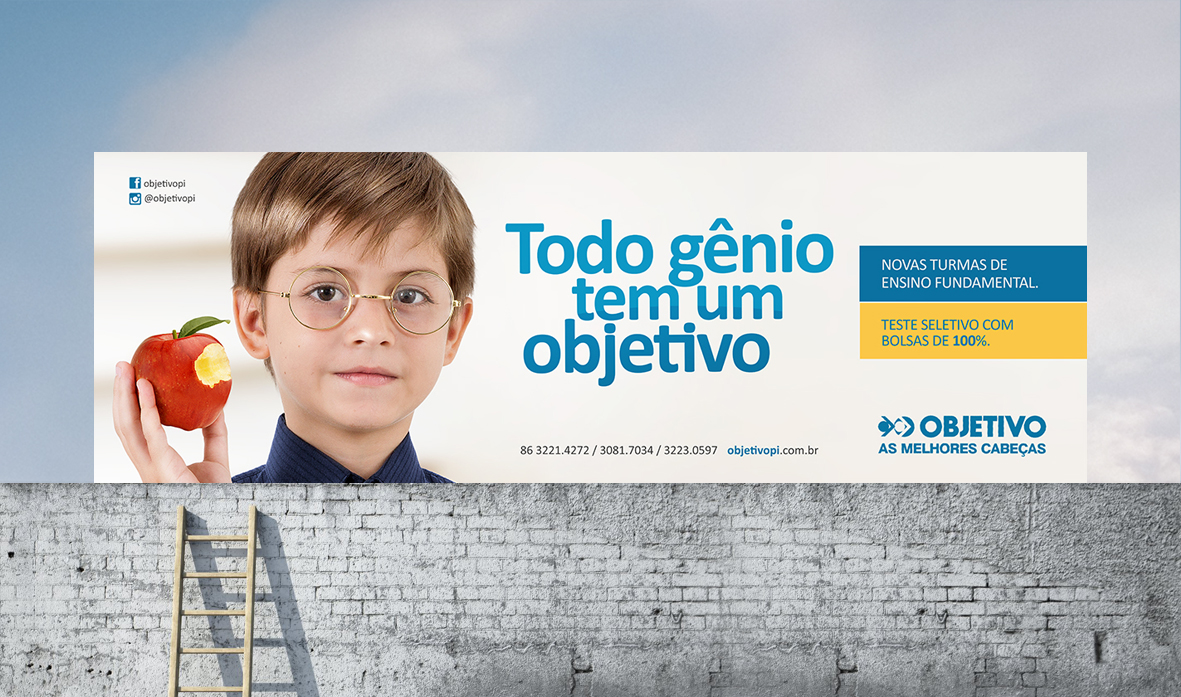 objetivopi
@objetivopi
Todo gênio
tem um
objetivo
NOVAS TURMAS DE
ENSINO FUNDAMENTAL.
TESTE SELETIVO COM
BOLSAS DE 100%.
86 3221.4272 / 3081.7034 / 3223.0597 objetivopi.com.br
OBJETIVO
AS MELHORES CABEÇAS